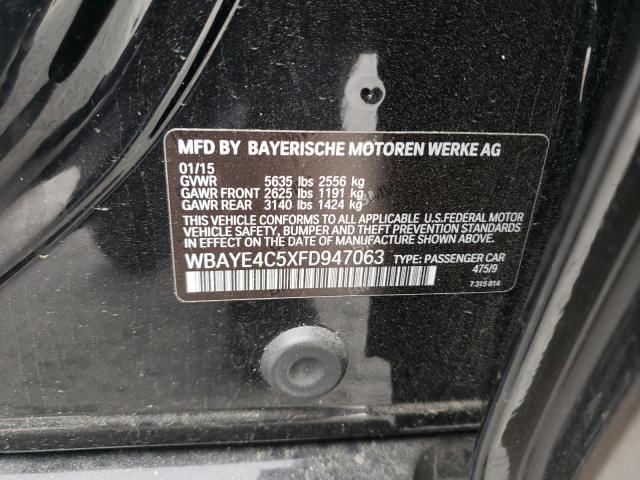 MFD BY BAYERISCHE MOTOREN WERKE AG
01/15
GVWR 5635 lbs 2556 kg
GAWR FRONT 2625 lbs 1191 kg
GAWR REAR 3140 lbs 1424 kg
THIS VEHICLE CONFORMS TO ALL APPLICABLE U.S.FEDERAL MOTOR
VEHICLE SAFETY, BUMPER AND THEFT PREVENTION STANDARDS
IN EFFECT ON THE DATE OF MANUFACTURE SHOWN ABOVE.
WBAYE4C5XFD947063 TYPE: PASSENGER CAR
475/9
7 315 814